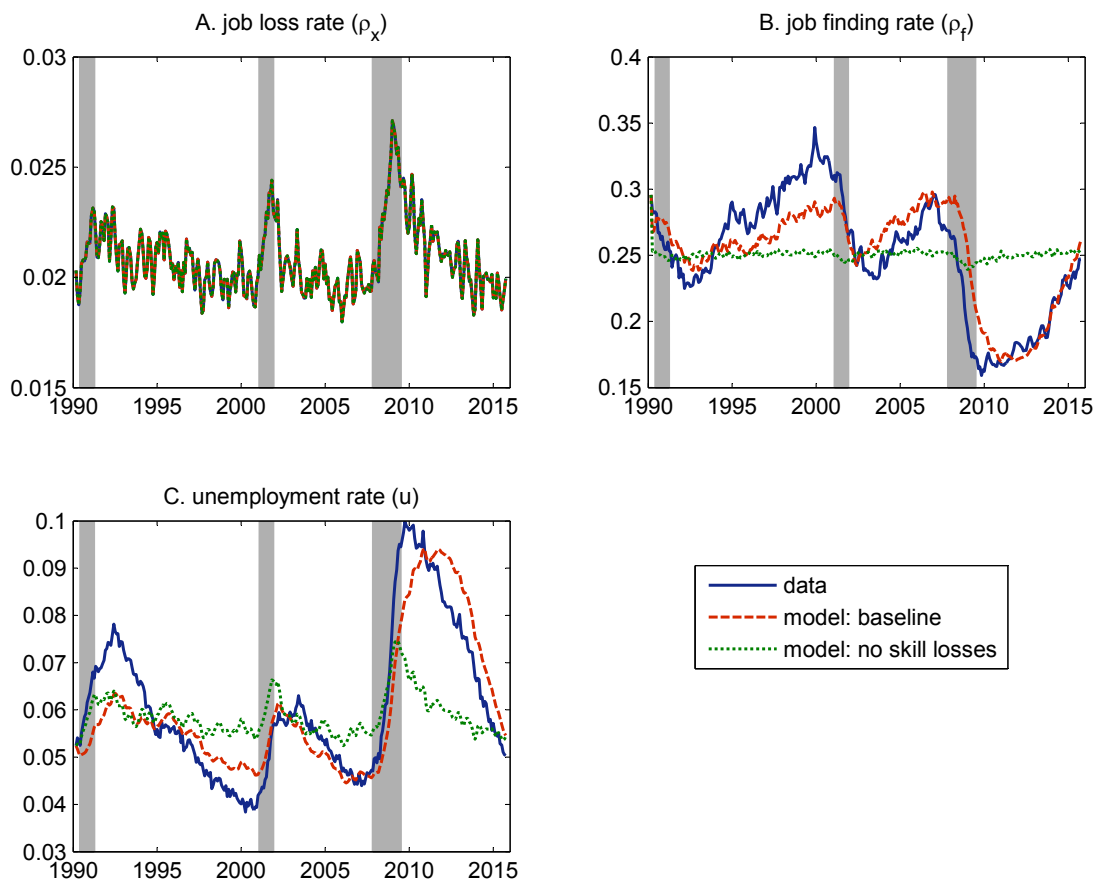 A. job loss rate (ρx)
0.03
0.025
0.02
0.015
1990 1995 2000 2005 2010 2015
B. job finding rate (ρf)
0.4
0.35
0.3
0.25
0.2
0.15
1990 1995 2000 2005 2010 2015
C. unemployment rate (u)
0.1
0.09
0.08
0.07
0.06
0.05
0.04
0.03
1990 1995 2000 2005 2010 2015
data
model: baseline
model: no skill losses